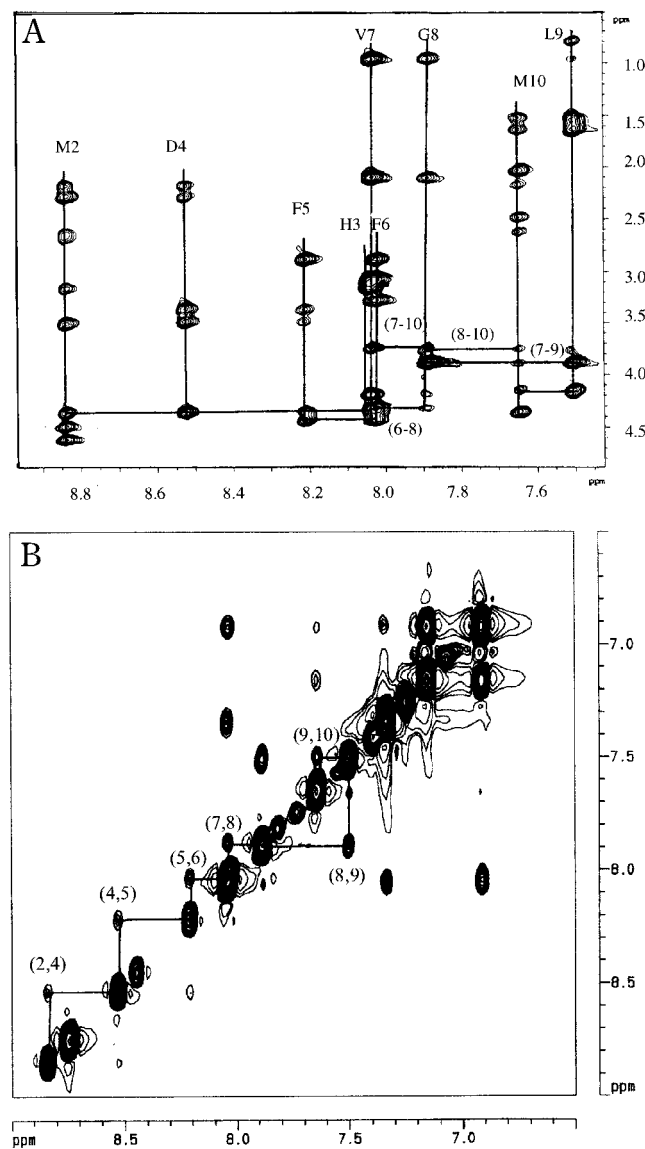 A
V7
G8
L9
ppm
1.0
M10
1.5
M2
D4
2.0
F5
H3
F6
2.5
3.0
(7-10)
3.5
(8-10)
(7-9)
4.0
(6-8)
4.5
8.8
8.6
8.4
8.2
8.0
7.8
7.6
ppm
B
7.0
(9,10)
7.5
(7,8)
(5,6)
8.0
(8,9)
(4,5)
(2,4)
8.5
ppm
ppm
8.5
8.0
7.5
7.0